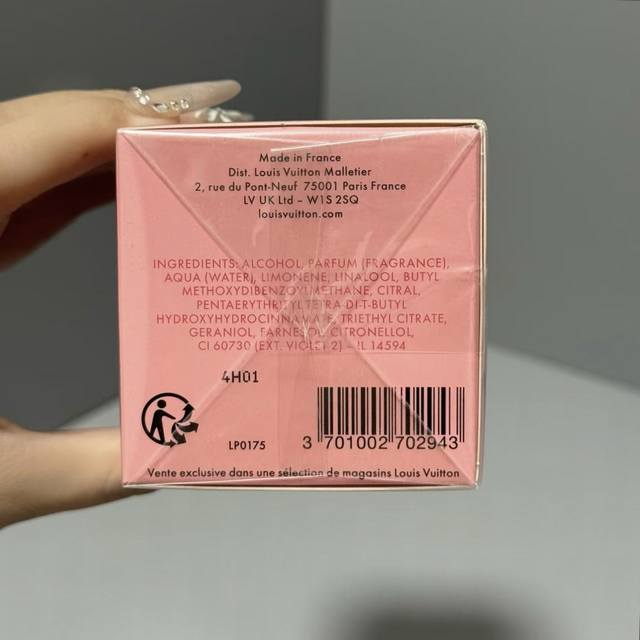 Made in France
Dist. Louis Vuitton Malletier
2, rue du Pont-Neuf 75001 Paris France
LV UK Ltd – W1S 2SQ
louisvuitton.com
INGREDIENTS: ALCOHOL, PARFUM (FRAGRANCE),
AQUA (WATER), LIMONENE, LINALOOL, BUTYL
METHOXYDIBENZOYLMETHANE, CITRAL,
PENTAERYTHRITYL TETRA-DI-T-BUTYL
HYDROXYHYDROCINNAMATE, TRIETHYL CITRATE,
GERANIOL, FARNESOL, CITRONELLOL,
CI 60730 (EXT. VIOLET 2) – IL 14594
4H01
LP0175
3 701002 702943
Vente exclusive dans une sélection de magasins Louis Vuitton